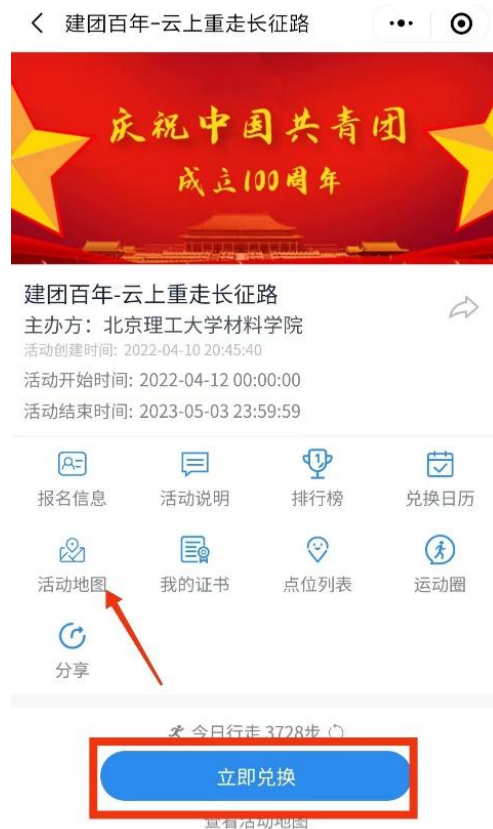 建团百年-云上重走长征路
庆祝中国共青团
成立100周年
建团百年-云上重走长征路
主办方：北京理工大学材料学院
活动创建时间: 2022-04-10 20:45:40
活动开始时间: 2022-04-12 00:00:00
活动结束时间: 2023-05-03 23:59:59
报名信息 活动说明 排行榜 兑换日历
活动地图 我的证书 点位列表 运动圈
分享
今日行走 3728步
立即兑换
查看活动地图